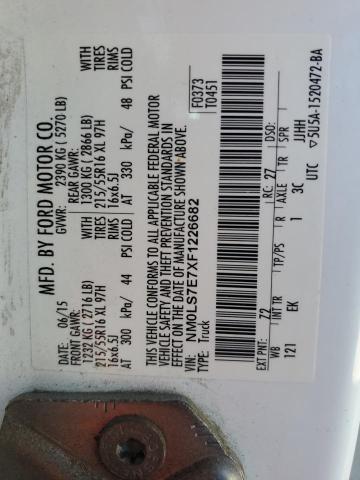 MFD. BY FORD MOTOR CO.
DATE: 06/15 GVWR: 2390 KG ( 5270 LB)
FRONT GAWR: REAR GAWR:
1232 KG ( 2716 LB) 1300 KG ( 2866 LB)
215/55R16 XL 97H TIRES 215/55R16 XL 97H TIRES
16x6.5J RIMS 16x6.5J RIMS
AT 300 kPa/ 44 PSI COLD AT 330 kPa/ 48 PSI COLD
THIS VEHICLE CONFORMS TO ALL APPLICABLE FEDERAL MOTOR
VEHICLE SAFETY AND THEFT PREVENTION STANDARDS IN
EFFECT ON THE DATE OF MANUFACTURE SHOWN ABOVE.
VIN: NM0LS7E7XF1226682
TYPE: Truck
F0373
T0451
EXT PNT: Z2 RC: 27 DSO:
WB INT TR TP/PS R AXLE TR SPR
121 EK 1 3C JJHH
UTC ▽5U5A-1520472-BA